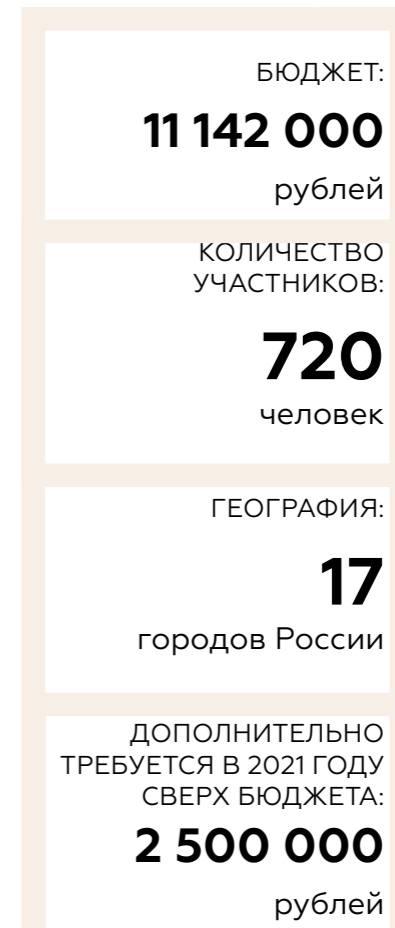 БЮДЖЕТ:
11 142 000
рублей
КОЛИЧЕСТВО
УЧАСТНИКОВ:
720
человек
ГЕОГРАФИЯ:
17
городов России
ДОПОЛНИТЕЛЬНО
ТРЕБУЕТСЯ В 2021 ГОДУ
СВЕРХ БЮДЖЕТА:
2 500 000
рублей